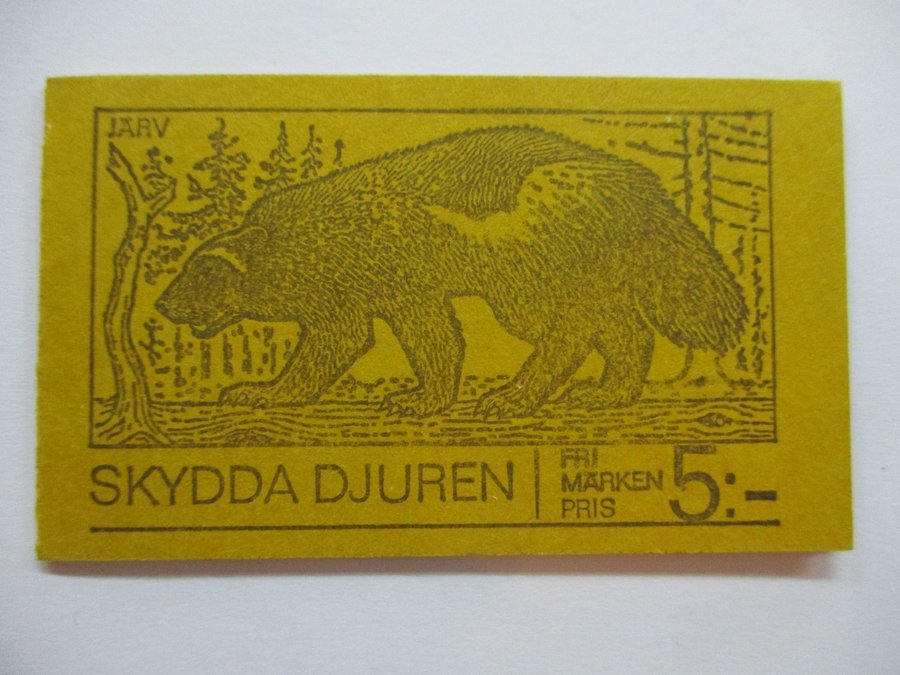 JÄRV
SKYDDA DJUREN
FRI
MÄRKEN
PRIS
5:-